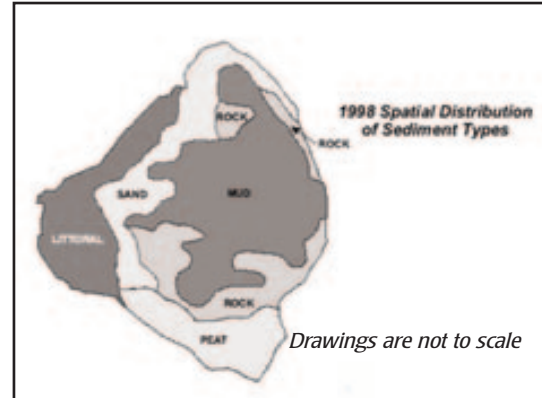 1998 Spatial Distribution
of Sediment Types
ROCK
ROCK
SAND
MUD
LITTORAL
ROCK
PEAT
Drawings are not to scale